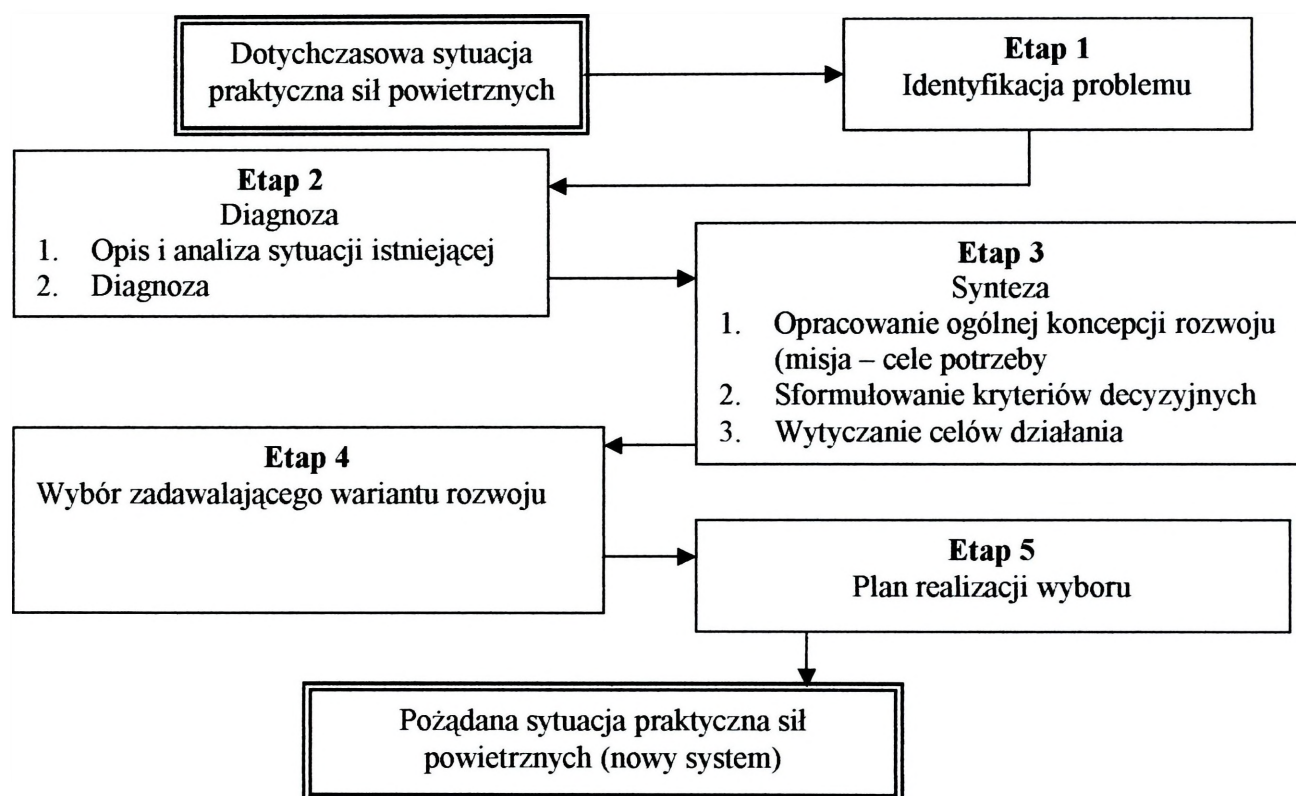 Dotychczasowa sytuacja
praktyczna sił powietrznych
Etap 1
Identyfikacja problemu
Etap 2
Diagnoza
1. Opis i analiza sytuacji istniejącej
2. Diagnoza
Etap 3
Synteza
1. Opracowanie ogólnej koncepcji rozwoju
(misja – cele potrzeby
2. Sformułowanie kryteriów decyzyjnych
3. Wytyczanie celów działania
Etap 4
Wybór zadawalającego wariantu rozwoju
Etap 5
Plan realizacji wyboru
Pożądana sytuacja praktyczna sił
powietrznych (nowy system)